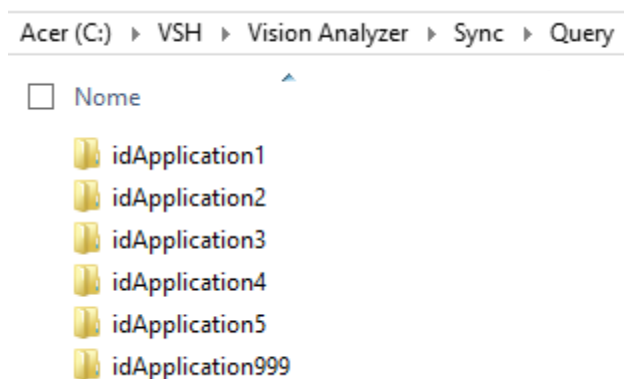 Acer (C:) VSH Vision Analyzer Sync Query
Nome
idApplication1
idApplication2
idApplication3
idApplication4
idApplication5
idApplication999